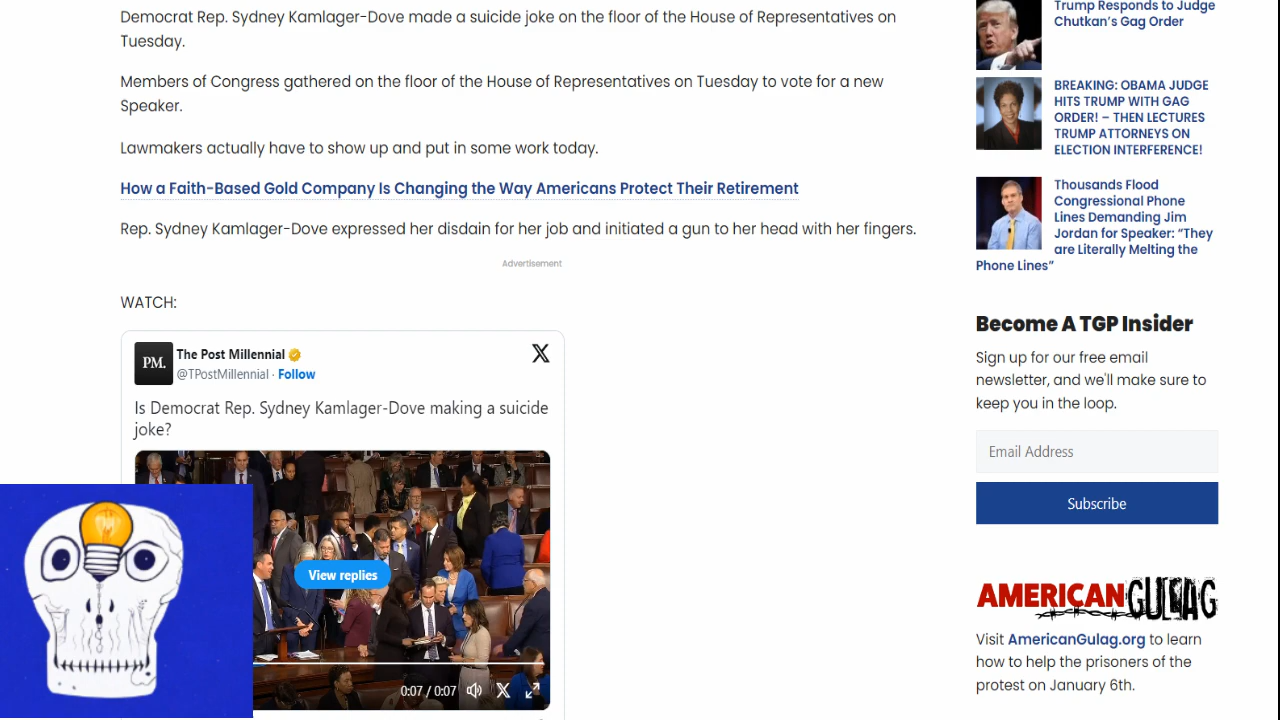 Democrat Rep. Sydney Kamlager-Dove made a suicide joke on the floor of the House of Representatives on
Tuesday.
Members of Congress gathered on the floor of the House of Representatives on Tuesday to vote for a new
Speaker.
Lawmakers actually have to show up and put in some work today.
How a Faith-Based Gold Company Is Changing the Way Americans Protect Their Retirement
Rep. Sydney Kamlager-Dove expressed her disdain for her job and initiated a gun to her head with her fingers.
Advertisement
WATCH:
PM.
The Post Millennial
@TPostMillennial · Follow
Is Democrat Rep. Sydney Kamlager-Dove making a suicide
joke?
View replies
0:07 / 0:07
Trump Responds to Judge
Chutkan's Gag Order
BREAKING: OBAMA JUDGE
HITS TRUMP WITH GAG
ORDER! – THEN LECTURES
TRUMP ATTORNEYS ON
ELECTION INTERFERENCE!
Thousands Flood
Congressional Phone
Lines Demanding Jim
Jordan for Speaker: “They
are Literally Melting the
Phone Lines”
Become A TGP Insider
Sign up for our free email
newsletter, and we'll make sure to
keep you in the loop.
Email Address
Subscribe
AMERICAN GULAG
Visit AmericanGulag.org to learn
how to help the prisoners of the
protest on January 6th.